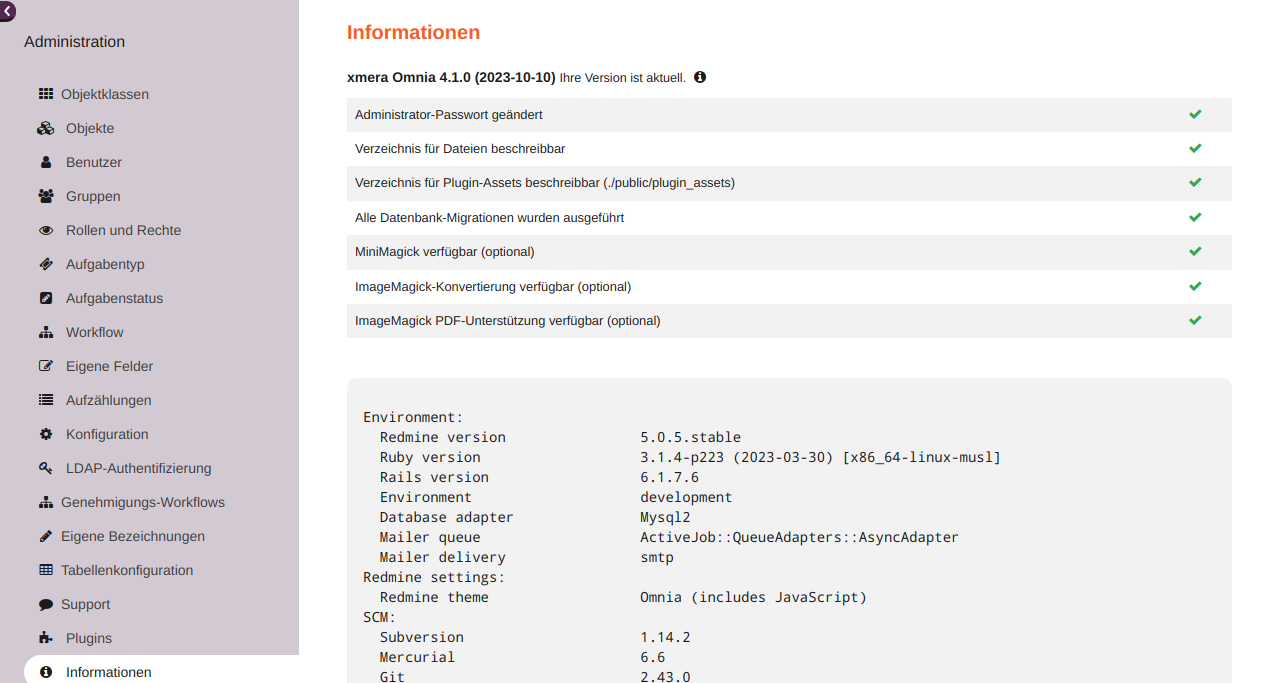 Administration
Objektklassen
Objekte
Benutzer
Gruppen
Rollen und Rechte
Aufgabentyp
Aufgabenstatus
Workflow
Eigene Felder
Aufzählungen
Konfiguration
LDAP-Authentifizierung
Genehmigungs-Workflows
Eigene Bezeichnungen
Tabellenkonfiguration
Support
Plugins
Informationen
Informationen
xmera Omnia 4.1.0 (2023-10-10) Ihre Version ist aktuell.
Administrator-Passwort geändert
Verzeichnis für Dateien beschreibbar
Verzeichnis für Plugin-Assets beschreibbar (./public/plugin_assets)
Alle Datenbank-Migrationen wurden ausgeführt
MiniMagick verfügbar (optional)
ImageMagick-Konvertierung verfügbar (optional)
ImageMagick PDF-Unterstützung verfügbar (optional)
Environment:
Redmine version 5.0.5.stable
Ruby version 3.1.4-p223 (2023-03-30) [x86_64-linux-musl]
Rails version 6.1.7.6
Environment development
Database adapter Mysql2
Mailer queue ActiveJob::QueueAdapters::AsyncAdapter
Mailer delivery smtp
Redmine settings:
Redmine theme Omnia (includes JavaScript)
SCM:
Subversion 1.14.2
Mercurial 6.6
Git 2.43.0